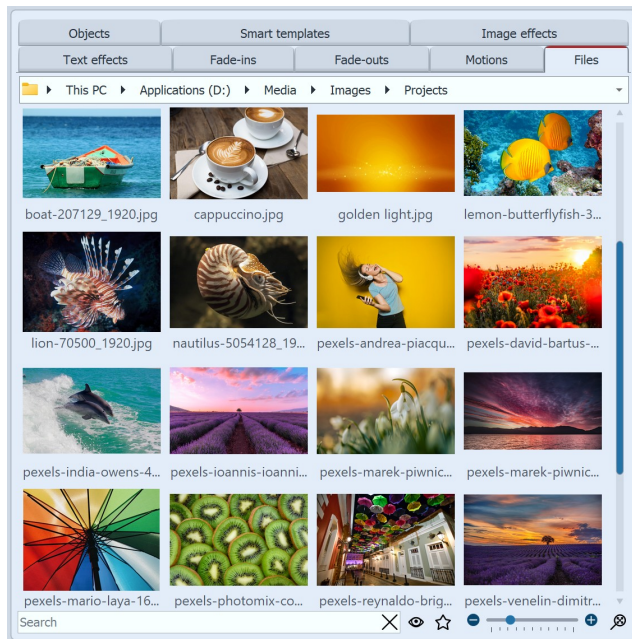 Objects Smart templates Image effects
Text effects Fade-ins Fade-outs Motions Files
This PC Applications (D:) Media Images Projects
boat-207129_1920.jpg cappuccino.jpg golden light.jpg lemon-butterflyfish-3...
lion-70500_1920.jpg nautilus-5054128_19... pexels-andrea-piacqu... pexels-david-bartus-...
pexels-india-owens-4... pexels-ioannis-ioanni... pexels-marek-piwnic... pexels-marek-piwnic...
pexels-mario-laya-16... pexels-photomix-co... pexels-reynaldo-brig... pexels-venelin-dimitr...
Search